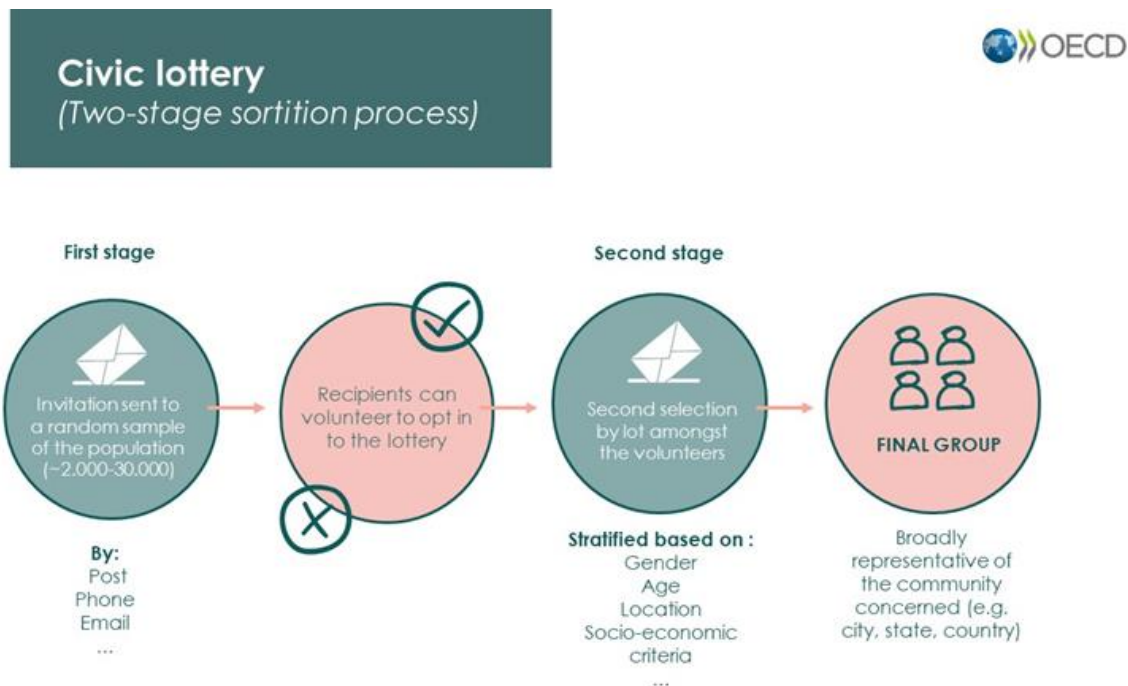 Civic lottery
(Two-stage sortition process)
OECD
First stage
Invitation sent to
a random sample
of the population
(~2.000-30.000)
By:
Post
Phone
Email
...
Recipients can
volunteer to opt in
to the lottery
Second stage
Second selection
by lot amongst
the volunteers
Stratified based on :
Gender
Age
Location
Socio-economic
criteria
...
FINAL GROUP
Broadly
representative of
the community
concerned (e.g.
city, state, country)